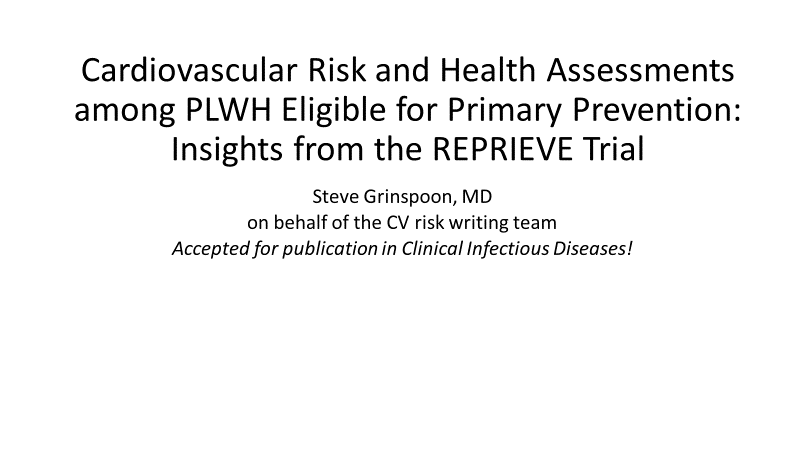 Cardiovascular Risk and Health Assessments
among PLWH Eligible for Primary Prevention:
Insights from the REPRIEVE Trial
Steve Grinspoon, MD
on behalf of the CV risk writing team
Accepted for publication in Clinical Infectious Diseases!